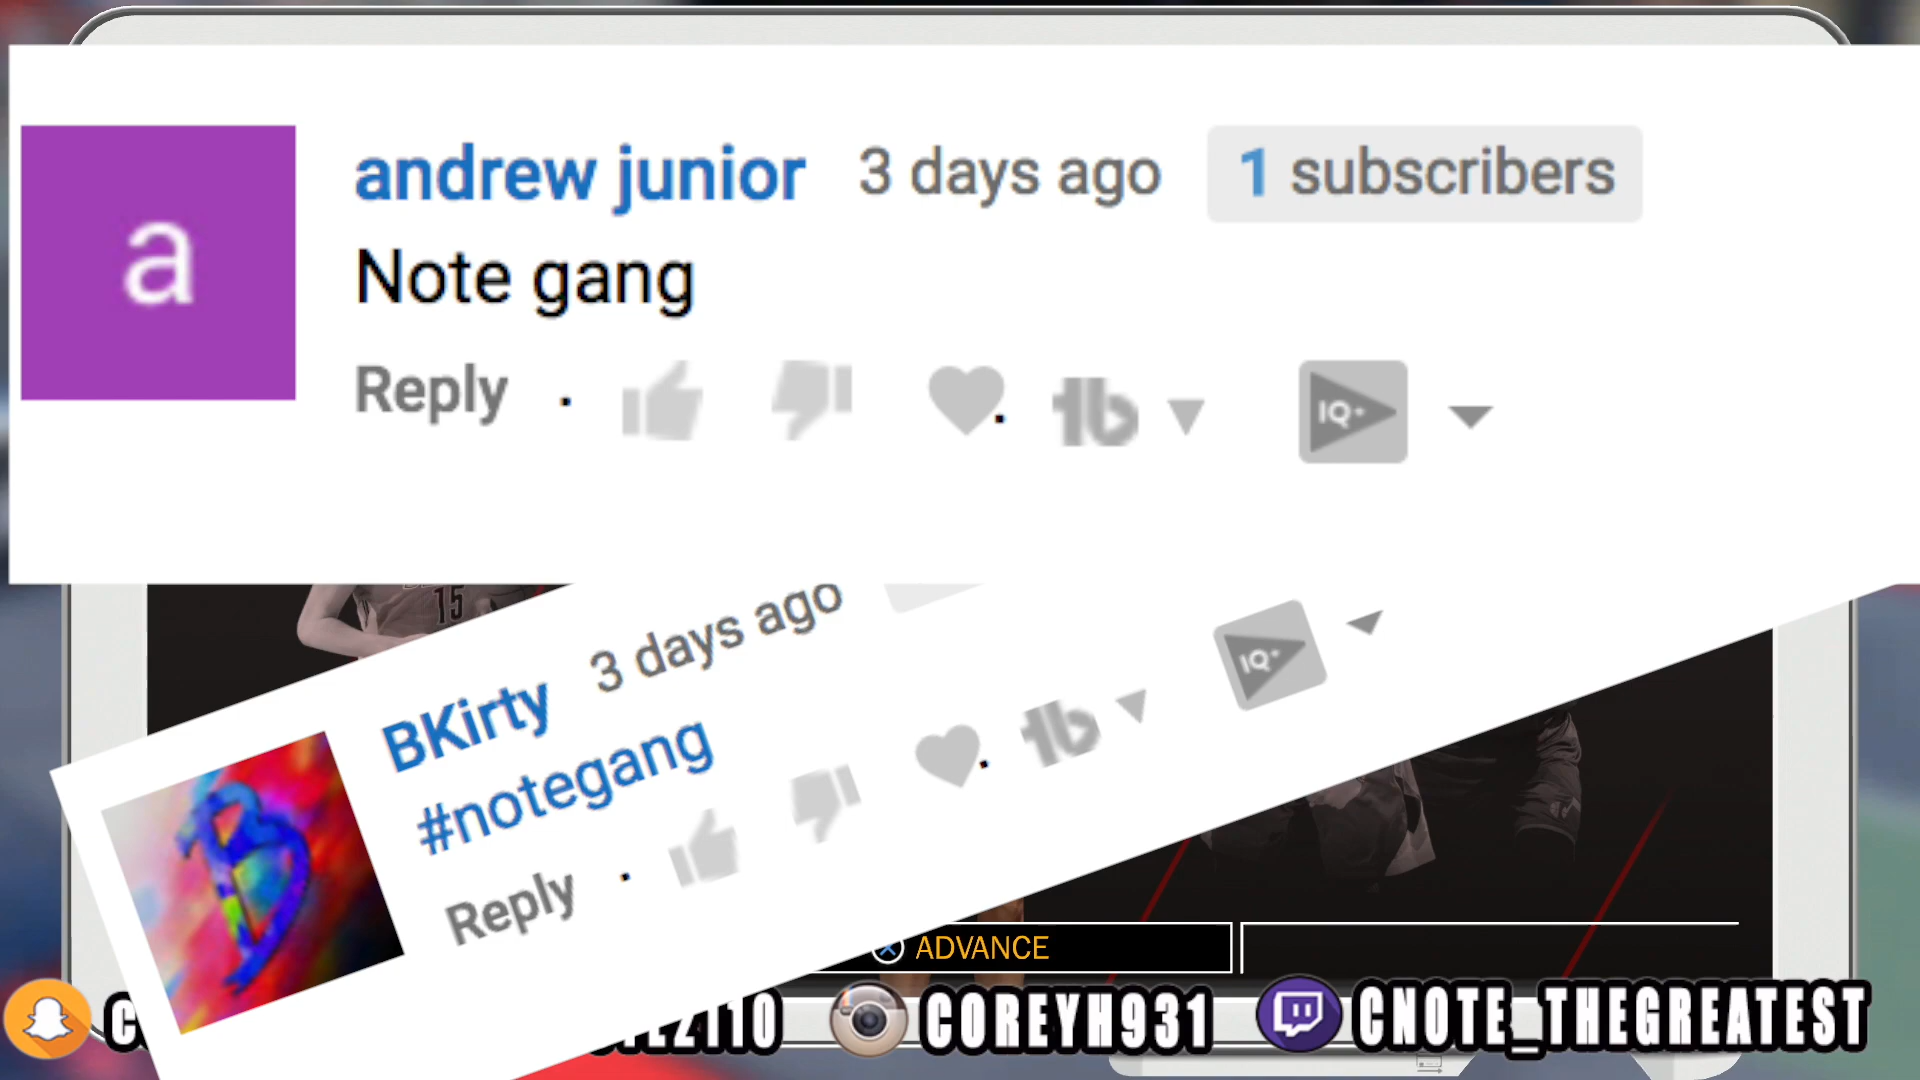 a
andrew junior 3 days ago 1 subscribers
Note gang
Reply
IQ+
15
BKirty 3 days ago
#notegang
Reply
IQ+
ADVANCE
COREYH931
CNOTE_THEGREATEST